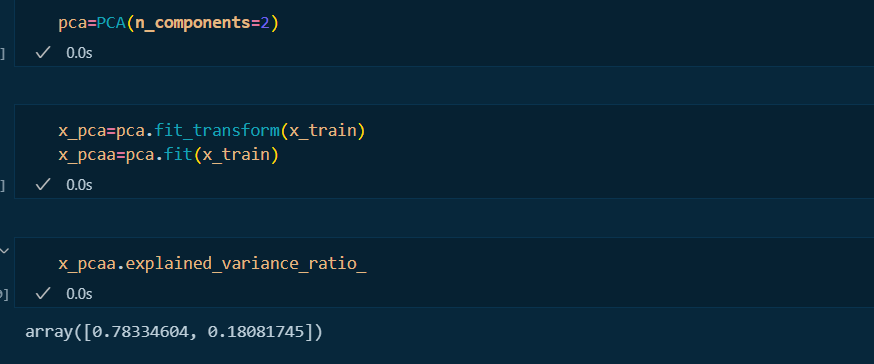 pca=PCA(n_components=2)
]
0.0s
x_pca=pca.fit_transform(x_train)
x_pcaa=pca.fit(x_train)
]
0.0s
x_pcaa.explained_variance_ratio_
]
0.0s
array([0.78334604, 0.18081745])